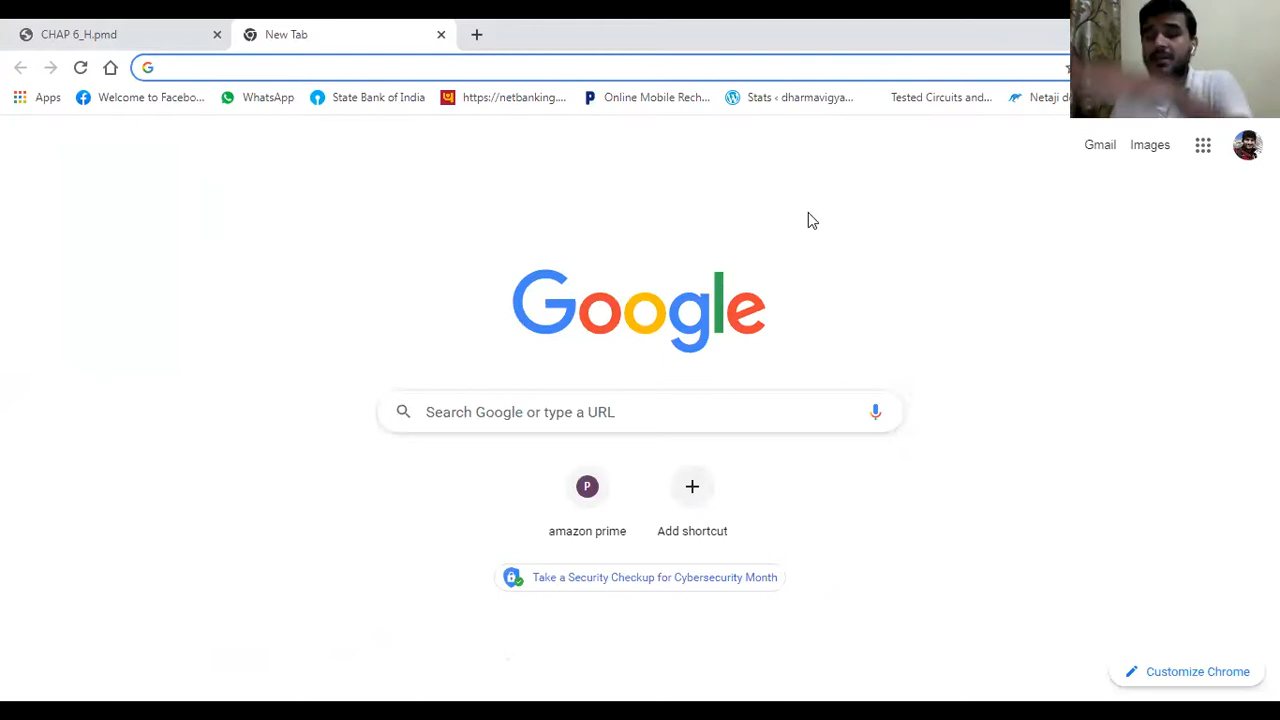 CHAP 6_H.pmd
New Tab
Apps
Welcome to Facebo...
WhatsApp
State Bank of India
https://netbanking....
Online Mobile Rech...
Stats ‹ dharmavigya...
Tested Circuits and...
Netaji d
Gmail
Images
Google
Search Google or type a URL
P
amazon prime
Add shortcut
Take a Security Checkup for Cybersecurity Month
Customize Chrome